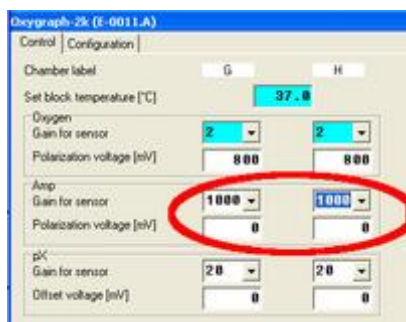 Oxygraph-2k (E-0011.A)
Control Configuration
Chamber label G H
Set block temperature [°C] 37.0
Oxygen
Gain for sensor 2 2
Polarization voltage [mV] 800 800
Amp
Gain for sensor 1000 1000
Polarization voltage [mV] 0 0
pX
Gain for sensor 20 20
Offset voltage [mV] 0 0